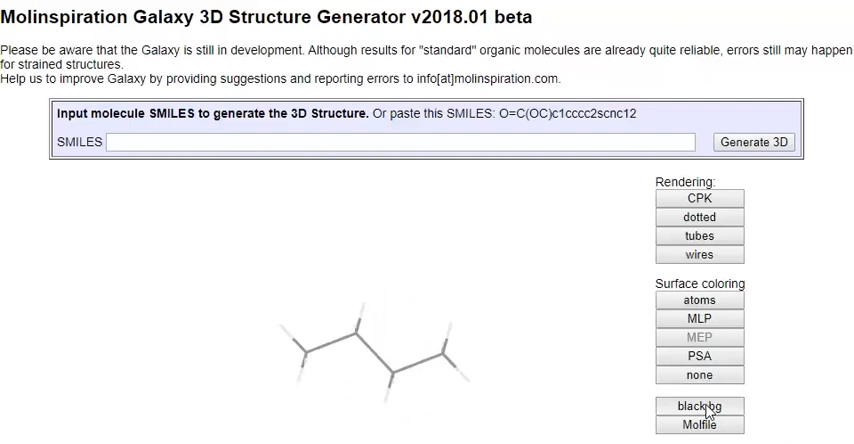 Molinspiration Galaxy 3D Structure Generator v2018.01 beta
Please be aware that the Galaxy is still in development. Although results for "standard" organic molecules are already quite reliable, errors still may happen
for strained structures.
Help us to improve Galaxy by providing suggestions and reporting errors to info[at]molinspiration.com.
Input molecule SMILES to generate the 3D Structure. Or paste this SMILES: O=C(OC)c1cccc2scnc12
SMILES Generate 3D
Rendering:
CPK
dotted
tubes
wires
Surface coloring
atoms
MLP
MEP
PSA
none
black bg
Molfile